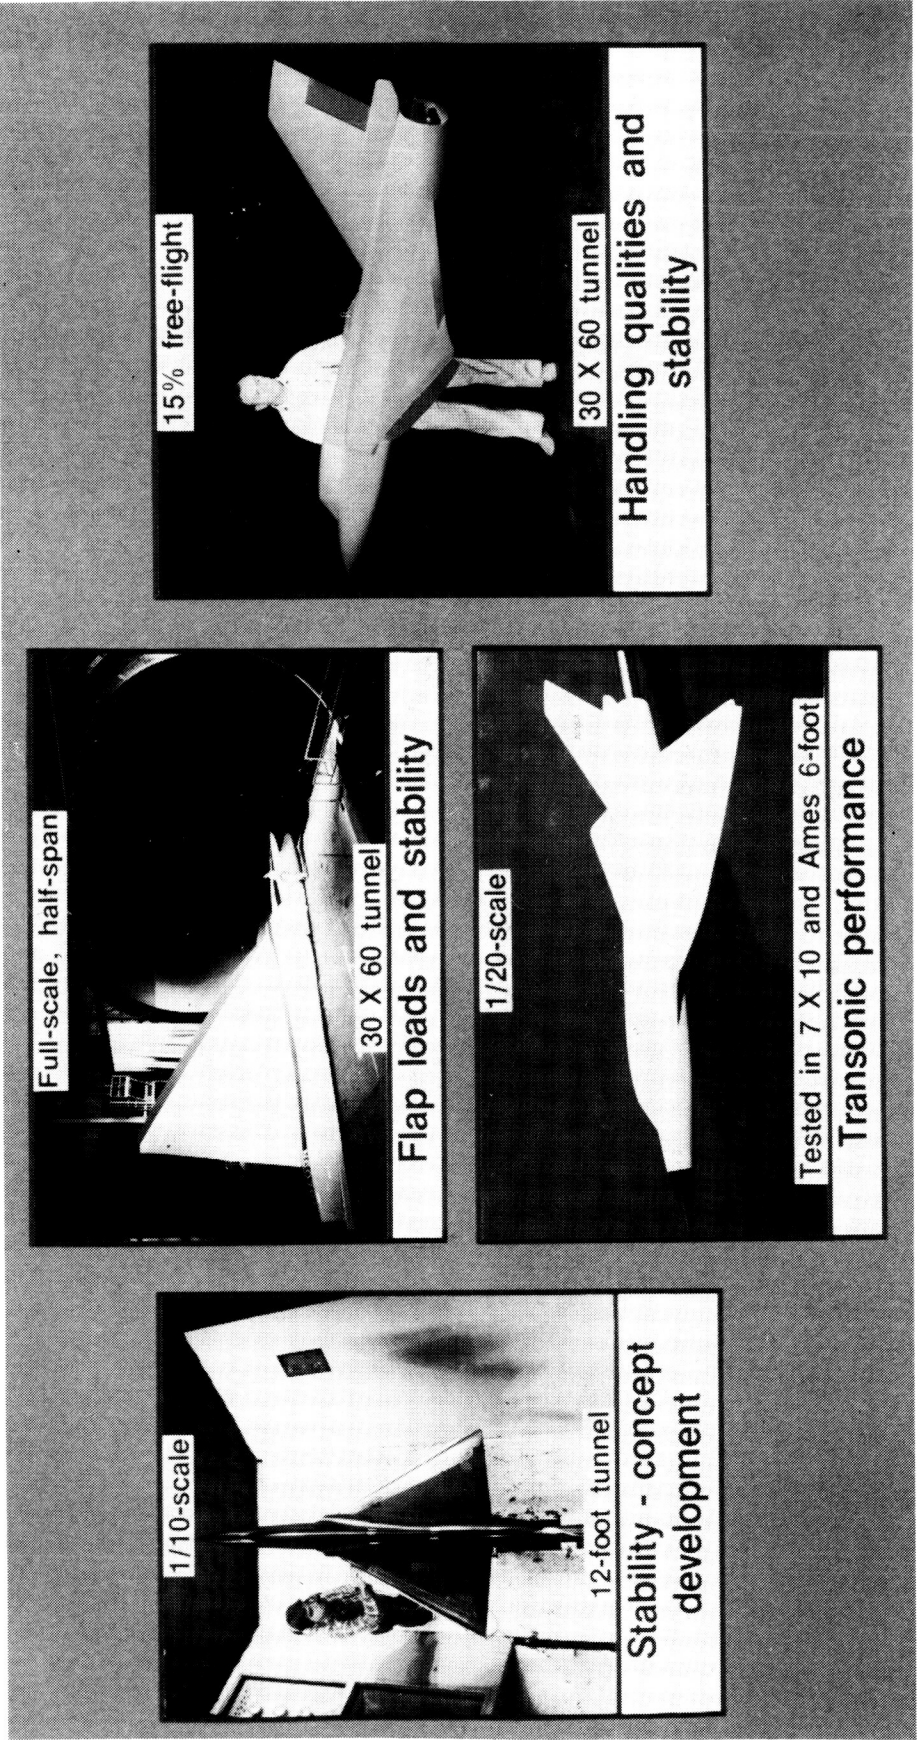 1/10-scale
12-foot tunnel
Stability - concept
development
Full-scale, half-span
30 X 60 tunnel
Flap loads and stability
1/20-scale
Tested in 7 X 10 and Ames 6-foot
Transonic performance
15% free-flight
30 X 60 tunnel
Handling qualities and
stability